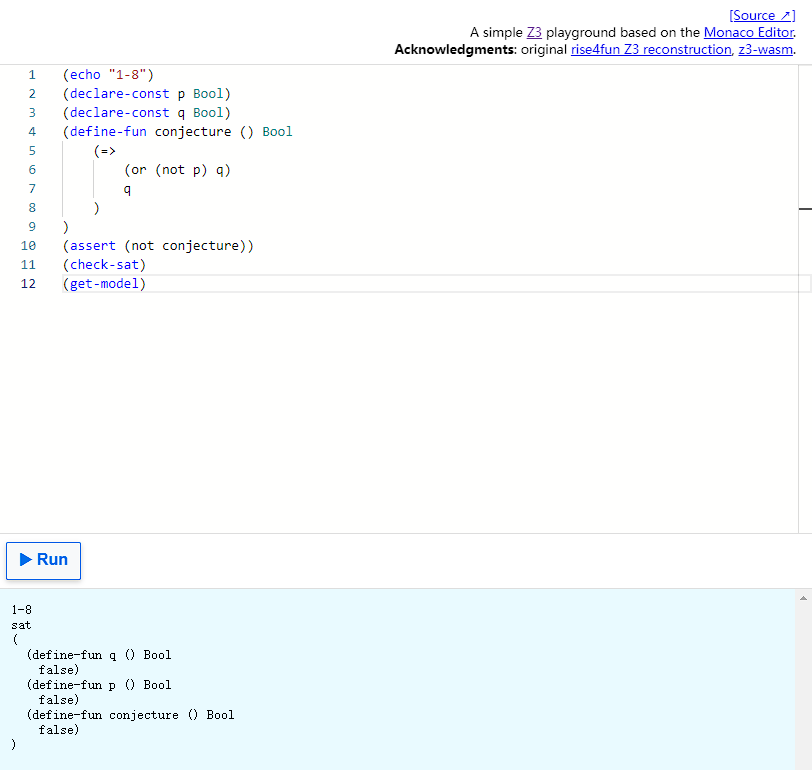 [Source ↗]
A simple Z3 playground based on the Monaco Editor.
Acknowledgments: original rise4fun Z3 reconstruction, z3-wasm.
1 (echo "1-8")
2 (declare-const p Bool)
3 (declare-const q Bool)
4 (define-fun conjecture () Bool
5 (=>
6 (or (not p) q)
7 q
8 )
9 )
10 (assert (not conjecture))
11 (check-sat)
12 (get-model)
Run
1-8
sat
(
(define-fun q () Bool
false)
(define-fun p () Bool
false)
(define-fun conjecture () Bool
false)
)